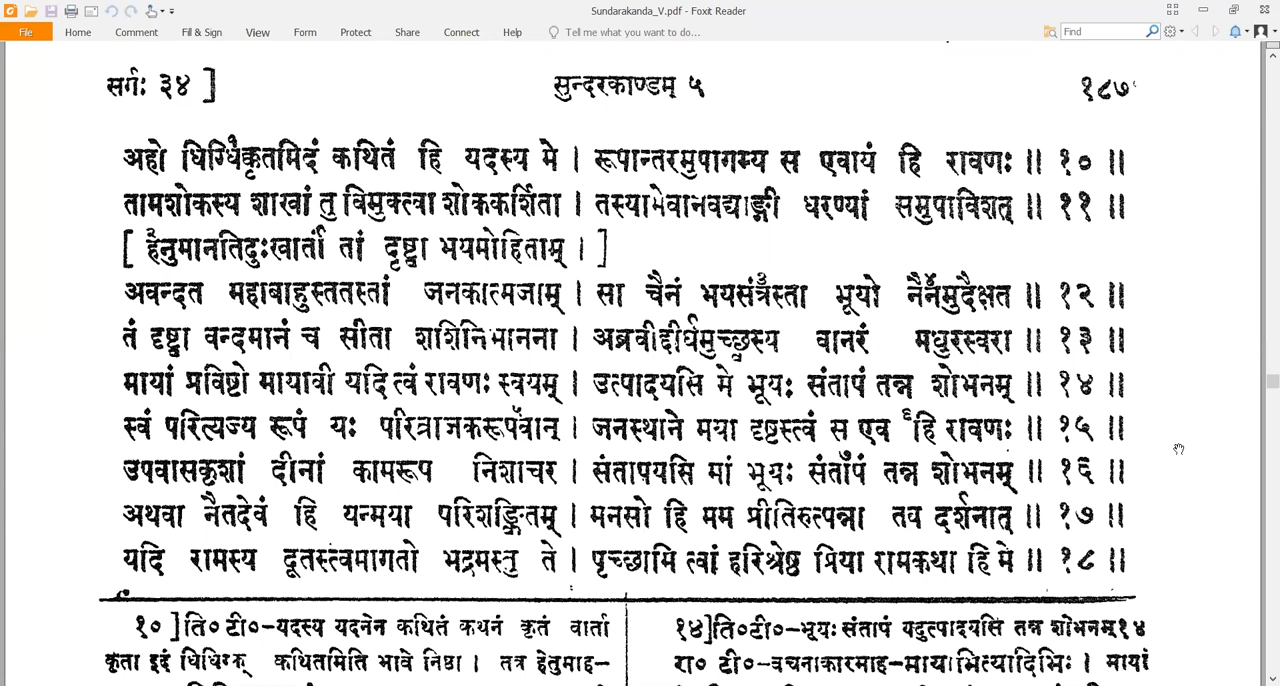 Sundarakanda_V.pdf - Foxit Reader
File Home Comment Fill & Sign View Form Protect Share Connect Help Tell me what you want to do... Find
सर्गः ३४ ] सुन्दरकाण्डम् ५ १८७
अहो धिग्धिक्कृतमिदं कथितं हि यदस्य मे । रूपान्तरमुपागम्य स एवायं हि रावणः ॥ १० ॥
तामशोकस्य शाखां तु विमुक्त्वा शोककर्शिता । तस्यामेवानवद्याङ्गी धरण्यां समुपाविशत् ॥ ११ ॥
[ हनुमानतिदुःखार्तां तां दृष्ट्वा भयमोहिताम् । ]
अवन्दत महाबाहुस्ततस्तां जनकात्मजाम् । सा चैनं भयसंत्रस्ता भूयो नैनमुदैक्षत ॥ १२ ॥
तं दृष्ट्वा वन्दमानं च सीता शशिनिभानना । अब्रवीद्दीर्घमुच्छ्वस्य वानरं मधुरस्वरा ॥ १३ ॥
मायां प्रविष्टो मायावी यदि त्वं रावणः स्वयम् । उत्पादयसि मे भूयः संतापं तन्न शोभनम् ॥ १४ ॥
स्वं परित्यज्य रूपं यः परिव्राजकरूपवान् । जनस्थाने मया दृष्टस्त्वं स एव हि रावणः ॥ १५ ॥
उपवासकृशां दीनां कामरूप निशाचर । संतापयसि मां भूयः संतापं तन्न शोभनम् ॥ १६ ॥
अथवा नैतदेवं हि यन्मया परिशङ्कितम् । मनसो हि मम प्रीतिरुत्पन्ना तव दर्शनात् ॥ १७ ॥
यदि रामस्य दूतस्त्वमागतो भद्रमस्तु ते । पृच्छामि त्वां हरिश्रेष्ठ प्रिया रामकथा हि मे ॥ १८ ॥
१०]ति०टी०-यदस्य यदनेन कथितं कथनं कृतं वार्ता
कृता इदं धिग्धिक् कथितमिति भावे निष्ठा । तत्र हेतुमाह-
१४]ति०टी०-भूयः संतापं यदुत्पादयसि तन्न शोभनम्१४
रा० टी०-वचनाकारमाह-मायामित्यादिभिः । मायां